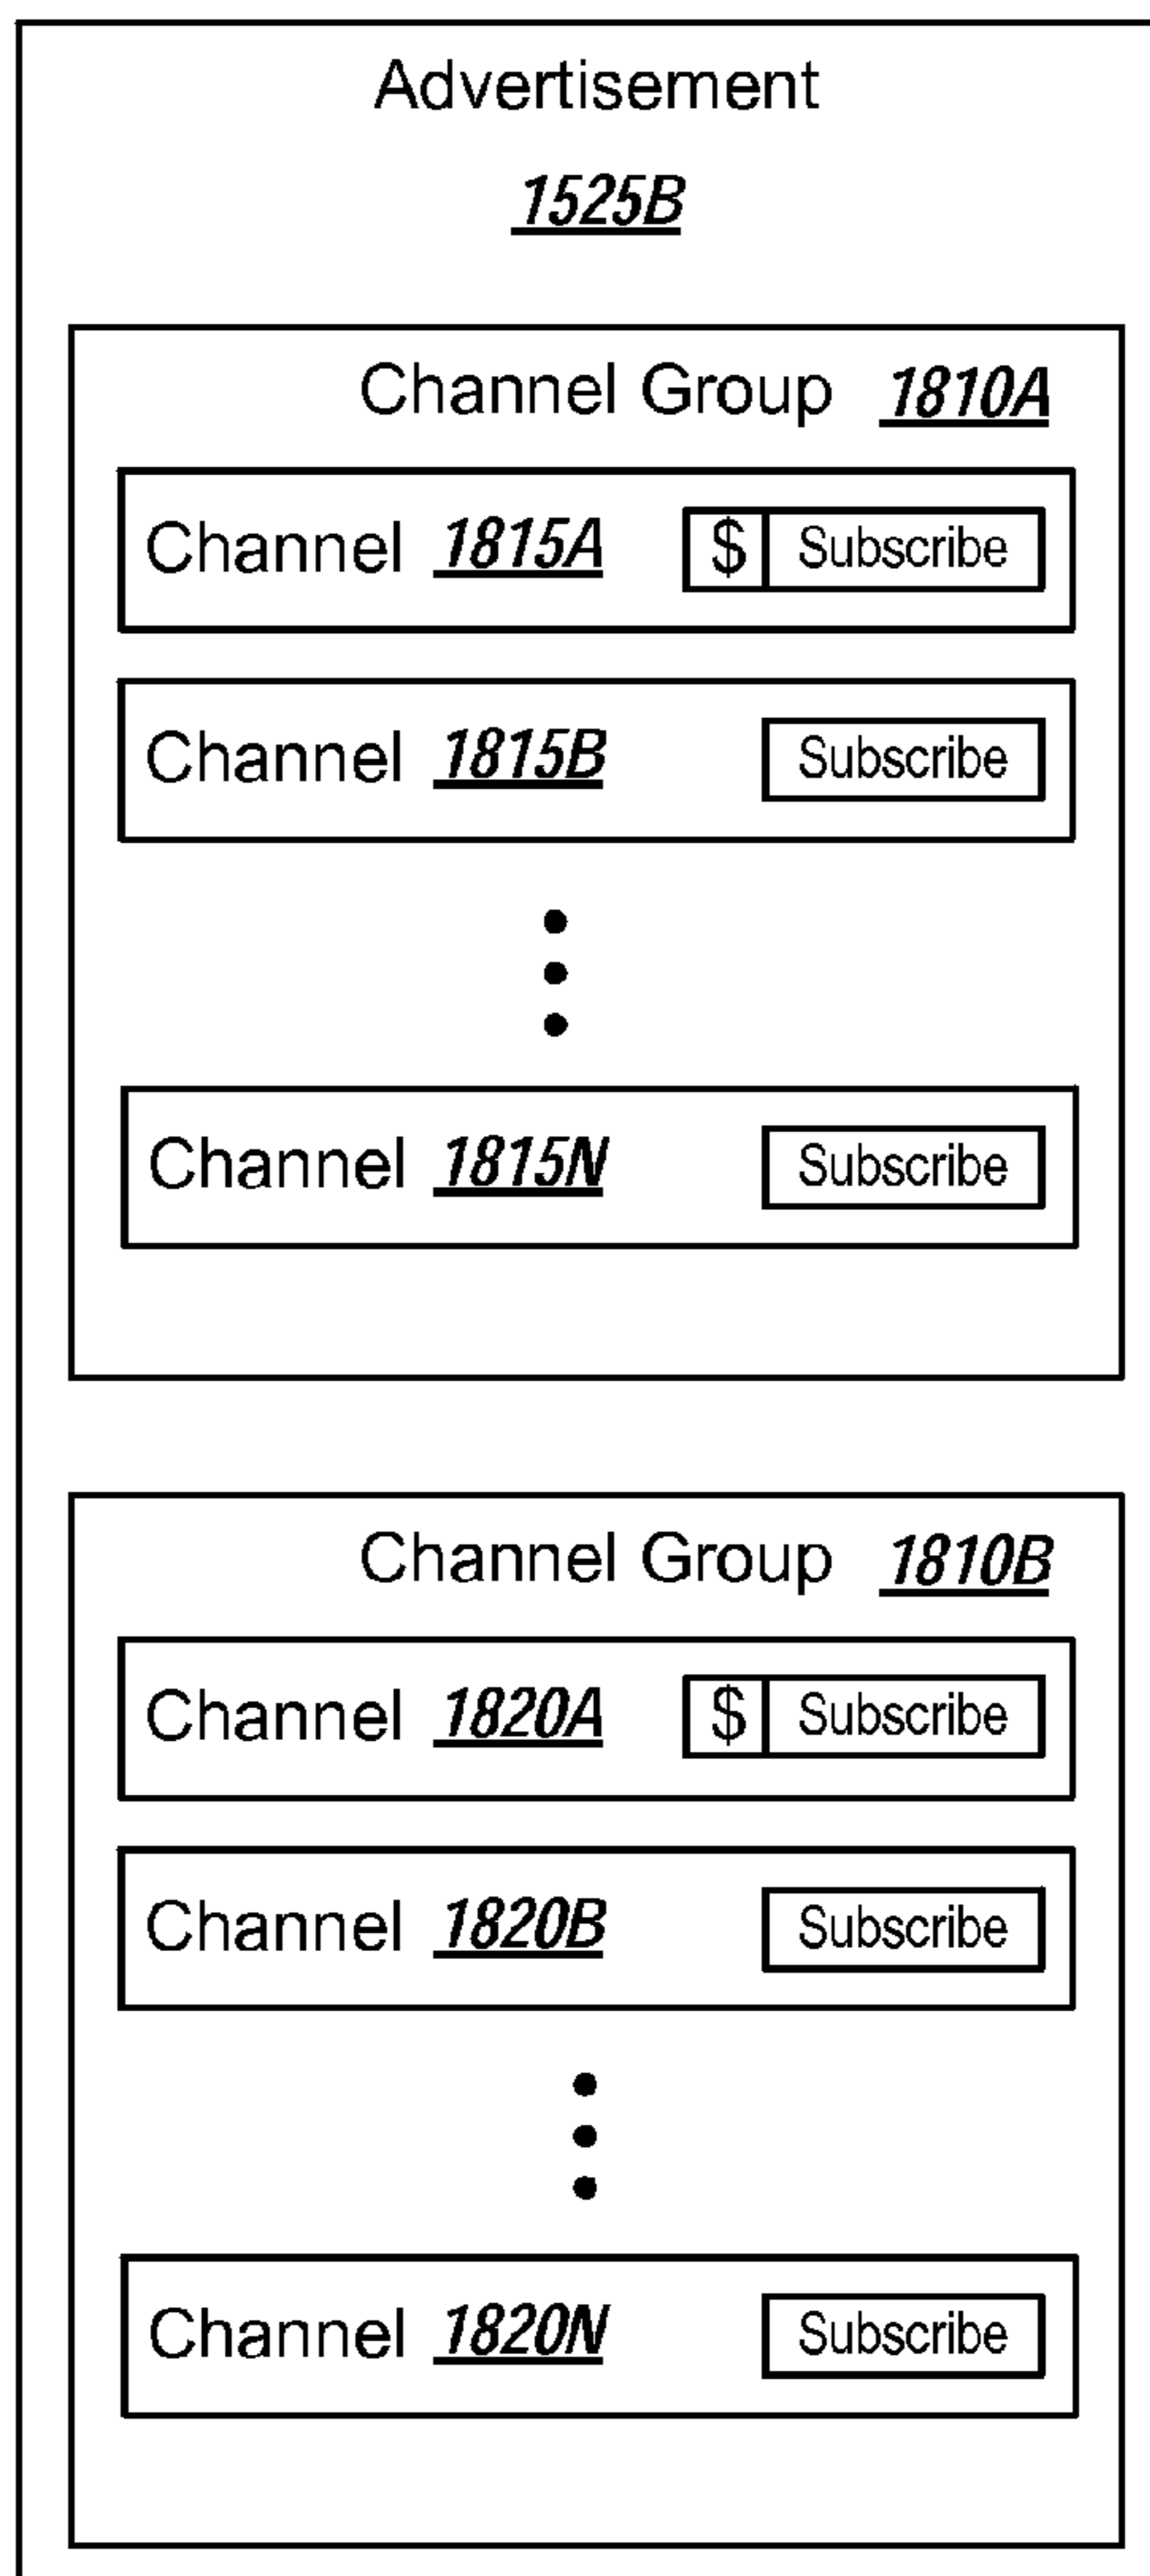 Advertisement
1525B
Channel Group 1810A
Channel 1815A $ Subscribe
Channel 1815B Subscribe
Channel 1815N Subscribe
Channel Group 1810B
Channel 1820A $ Subscribe
Channel 1820B Subscribe
Channel 1820N Subscribe